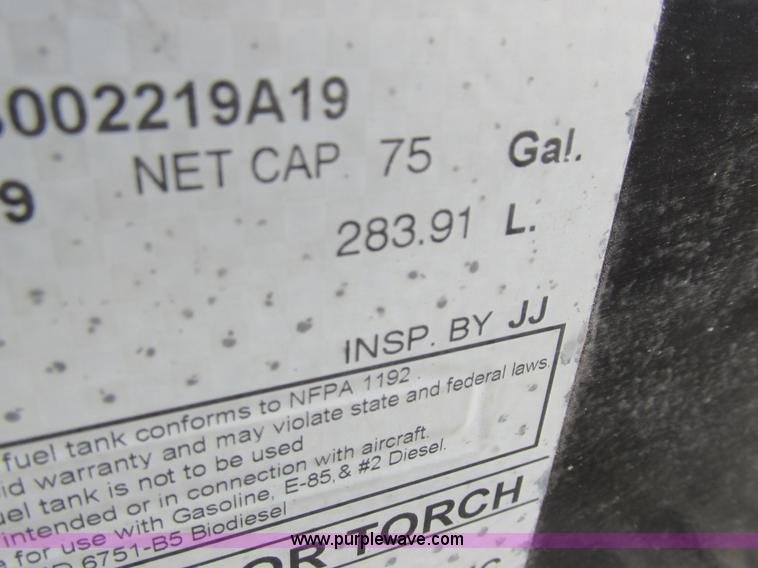 002219A19
9 NET CAP. 75 Gal.
283.91 L.
INSP. BY JJ
fuel tank conforms to NFPA 1192
warranty and may violate state and federal laws.
tank is not to be used
intended or in connection with aircraft.
for use with Gasoline, E-85, & #2 Diesel.
6751-B5 Biodiesel
OR TORCH
www.purplewave.com